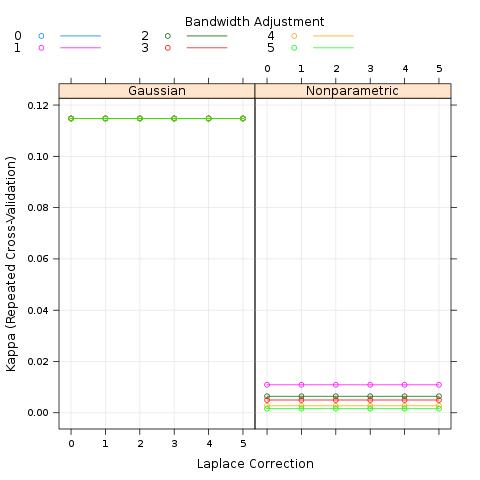 Bandwidth Adjustment
0 2 4
1 3 5
0 1 2 3 4 5
Gaussian Nonparametric
0.12
0.10
0.08
0.06
0.04
0.02
0.00
Kappa (Repeated Cross-Validation)
0 1 2 3 4 5
Laplace Correction